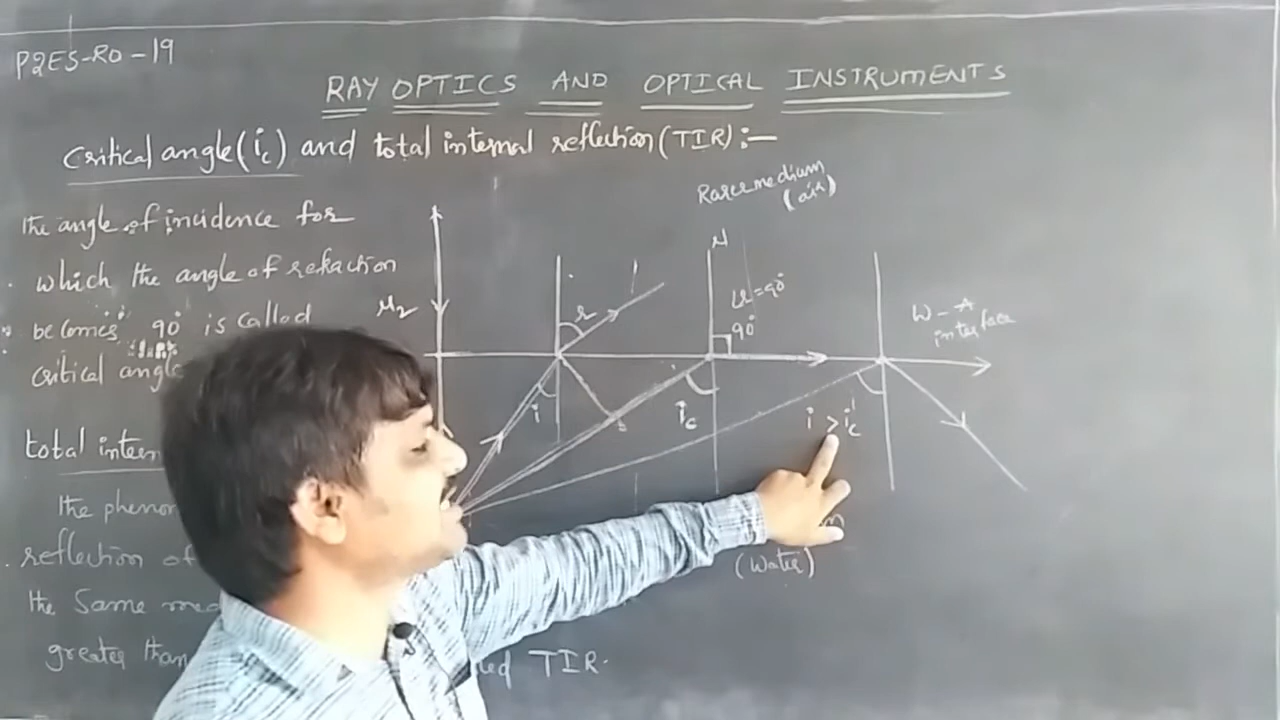 P2ES-RO-19
RAY OPTICS AND OPTICAL INSTRUMENTS
Critical angle (ic) and total internal reflection (TIR) :-
Rarer medium
(air)
The angle of incidence for
which the angle of refraction
becomes 90° is called
critical angle
μ2
r
N
r = 90°
90°
W - A
interface
i
ic
i > ic
total intern
The phenom
reflection of
(Water)
the Same med
greater than
TIR.